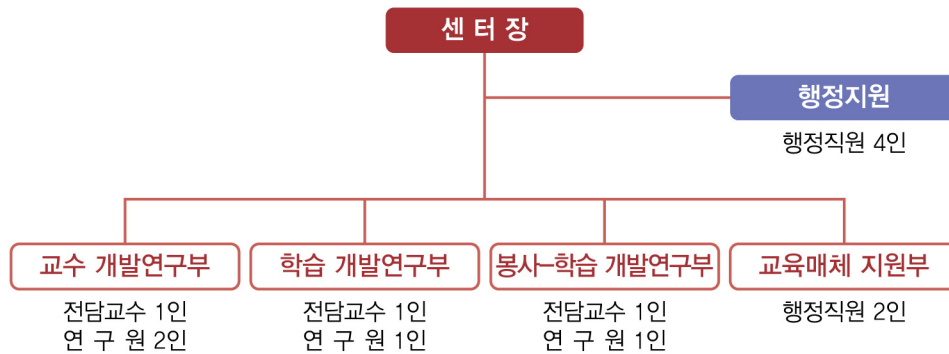 센 터 장
행정지원
행정직원 4인
교수 개발연구부
전담교수 1인
연 구 원 2인
학습 개발연구부
전담교수 1인
연 구 원 1인
봉사-학습 개발연구부
전담교수 1인
연 구 원 1인
교육매체 지원부
행정직원 2인